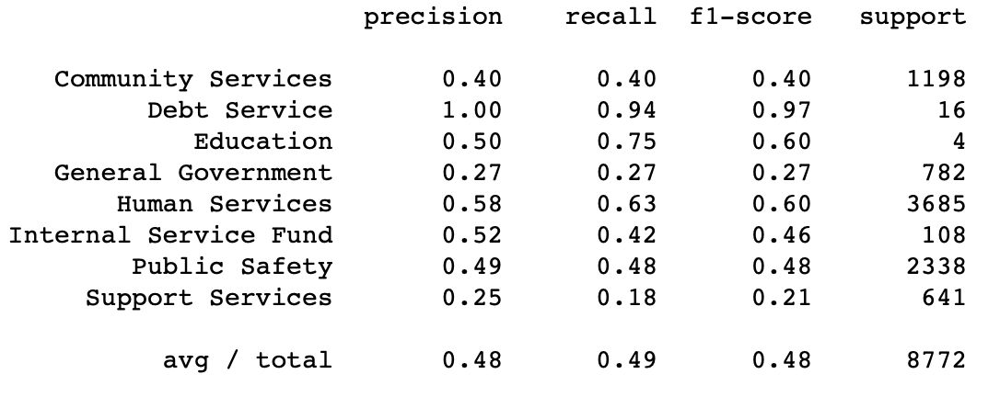 precision recall f1-score support
Community Services 0.40 0.40 0.40 1198
Debt Service 1.00 0.94 0.97 16
Education 0.50 0.75 0.60 4
General Government 0.27 0.27 0.27 782
Human Services 0.58 0.63 0.60 3685
Internal Service Fund 0.52 0.42 0.46 108
Public Safety 0.49 0.48 0.48 2338
Support Services 0.25 0.18 0.21 641
avg / total 0.48 0.49 0.48 8772